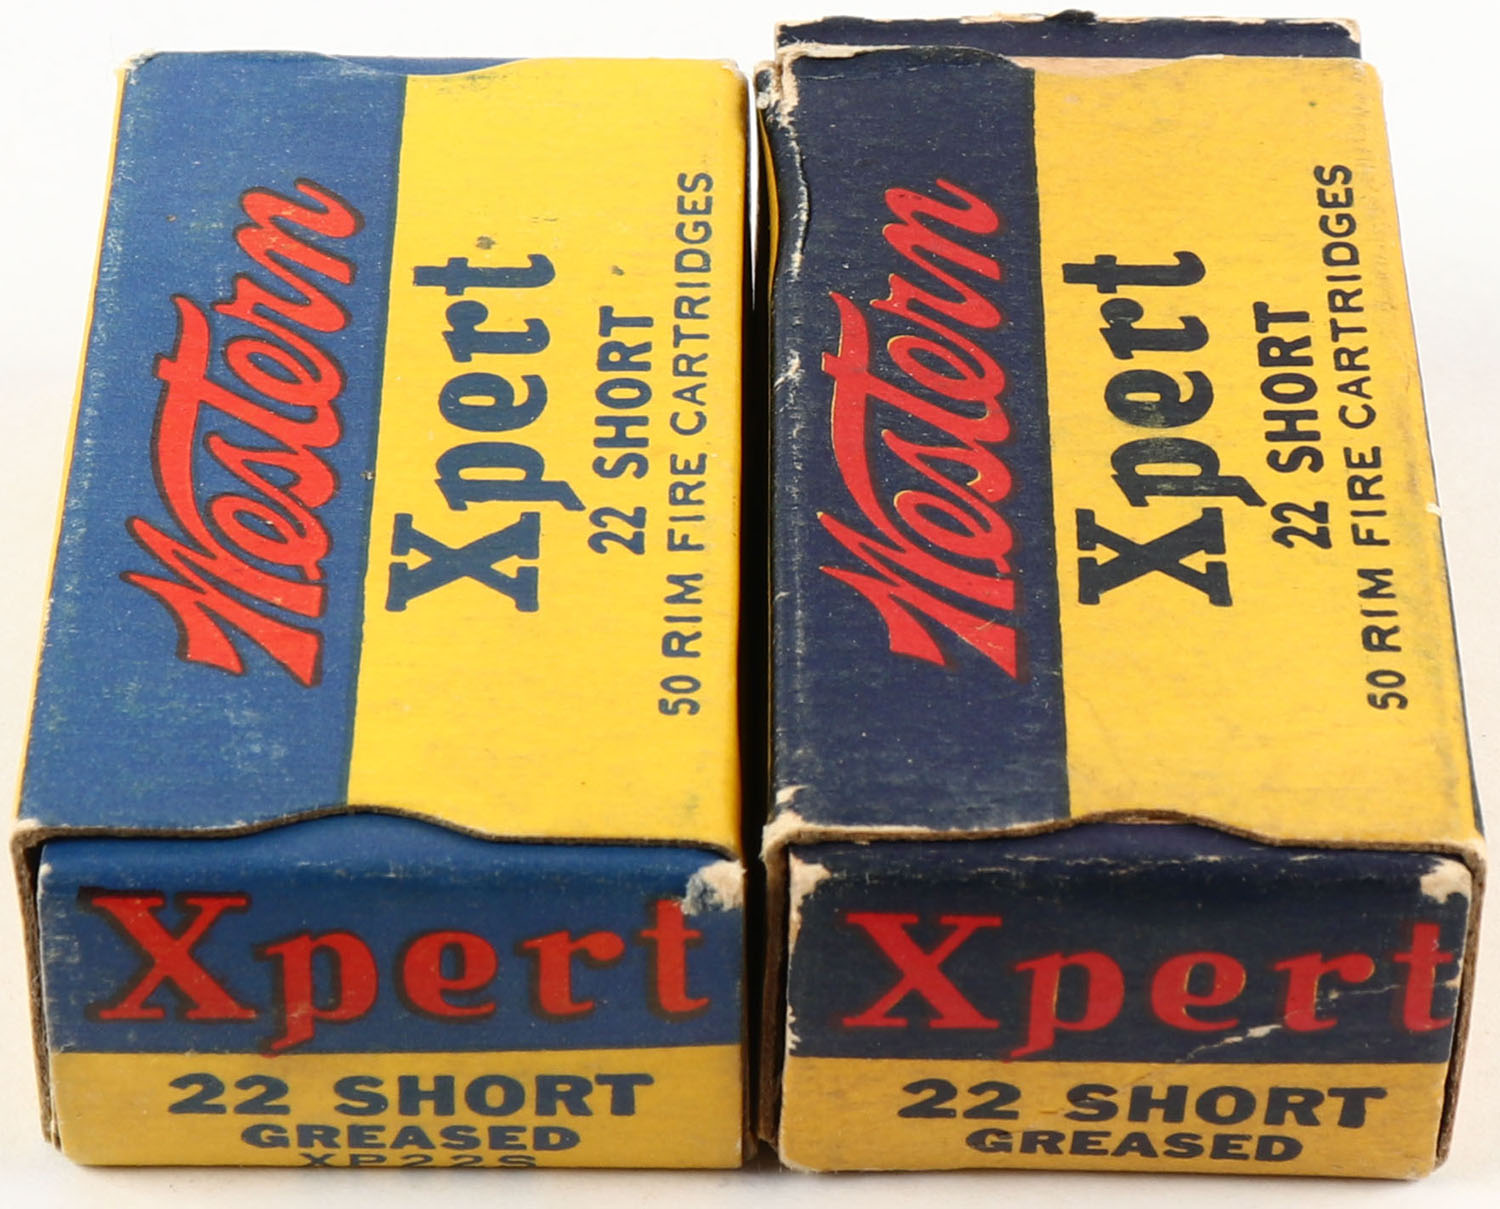 Western
Xpert
22 SHORT
50 RIM FIRE CARTRIDGES
Xpert
22 SHORT
GREASED
XP22S
Western
Xpert
22 SHORT
50 RIM FIRE CARTRIDGES
Xpert
22 SHORT
GREASED